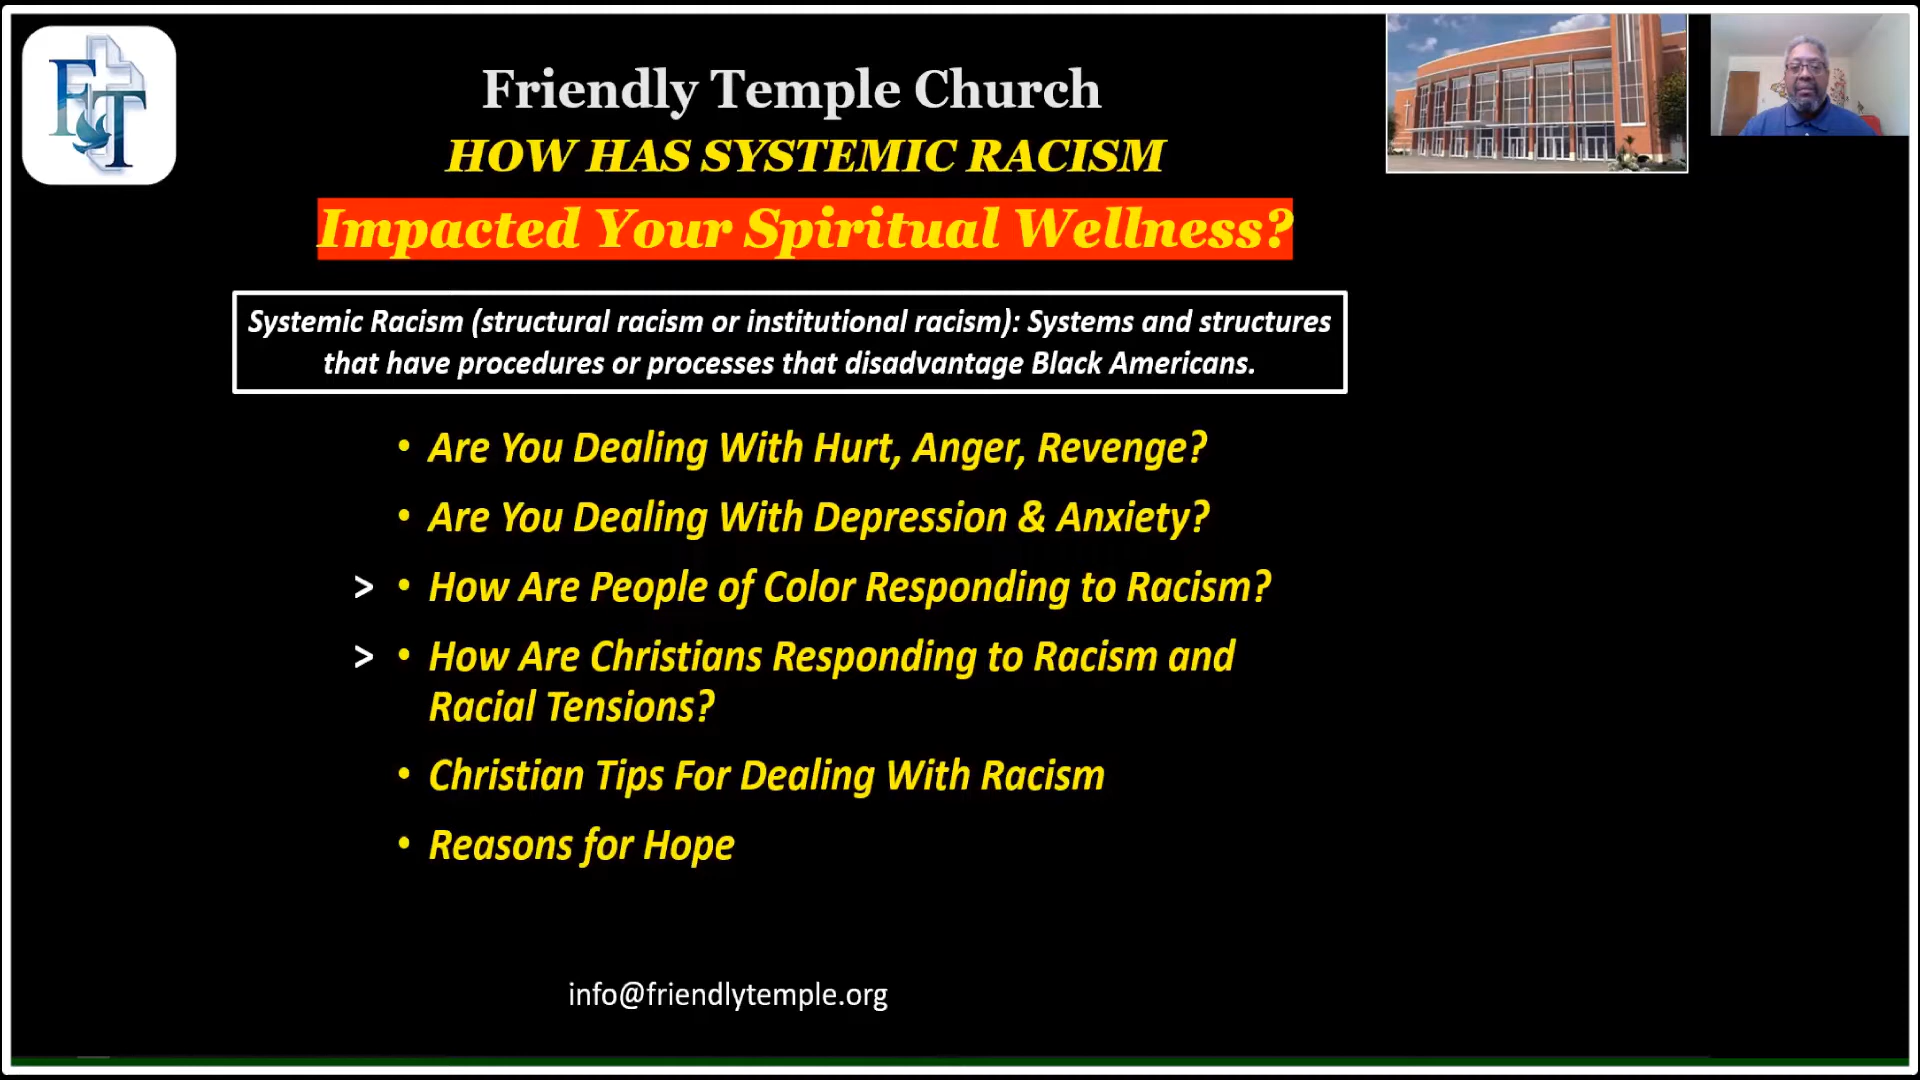 FT
Friendly Temple Church
HOW HAS SYSTEMIC RACISM
Impacted Your Spiritual Wellness?
Systemic Racism (structural racism or institutional racism): Systems and structures
that have procedures or processes that disadvantage Black Americans.
• Are You Dealing With Hurt, Anger, Revenge?
• Are You Dealing With Depression & Anxiety?
> • How Are People of Color Responding to Racism?
> • How Are Christians Responding to Racism and
Racial Tensions?
• Christian Tips For Dealing With Racism
• Reasons for Hope
info@friendlytemple.org